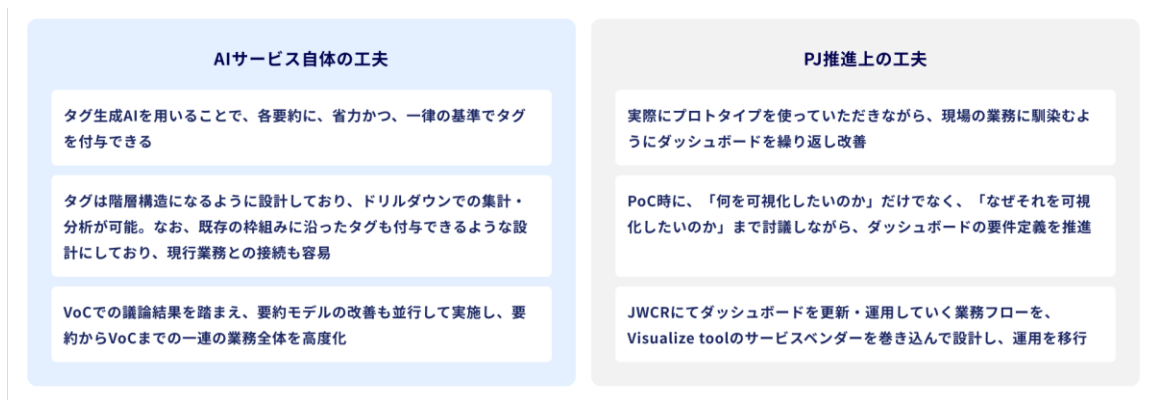 AIサービス自体の工夫
タグ生成AIを用いることで、各要約に、省力かつ、一律の基準でタグ
を付与できる
タグは階層構造になるように設計しており、ドリルダウンでの集計・
分析が可能。なお、既存の枠組みに沿ったタグも付与できるような設
計にしており、現行業務との接続も容易
VoCでの議論結果を踏まえ、要約モデルの改善も並行して実施し、要
約からVoCまでの一連の業務全体を高度化
PJ推進上の工夫
実際にプロトタイプを使っていただきながら、現場の業務に馴染むよ
うにダッシュボードを繰り返し改善
PoC時に、「何を可視化したいのか」だけでなく、「なぜそれを可視
化したいのか」まで討議しながら、ダッシュボードの要件定義を推進
JWCRにてダッシュボードを更新・運用していく業務フローを、
Visualize toolのサービスベンダーを巻き込んで設計し、運用を移行